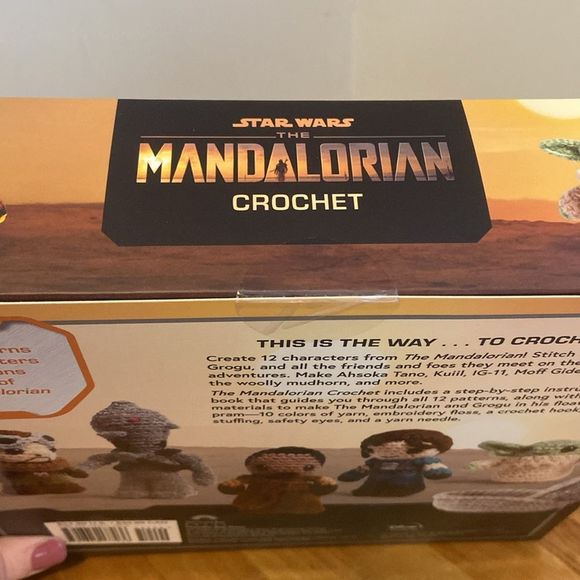 STAR WARS
THE
MANDALORIAN
CROCHET
THIS IS THE WAY . . . TO CROCH
Create 12 characters from The Mandalorian! Stitch
Grogu, and all the friends and foes they meet on the
adventures. Make Ahsoka Tano, Kuiil, IG-11, Moff Gide
the woolly mudhorn, and more.
The Mandalorian Crochet includes a step-by-step instru
book that guides you through all 12 patterns, along with
materials to make The Mandalorian and Grogu in his float
pram—10 colors of yarn, embroidery floss, a crochet hook
stuffing, safety eyes, and a yarn needle.
rns
ters
ons
of
alorian